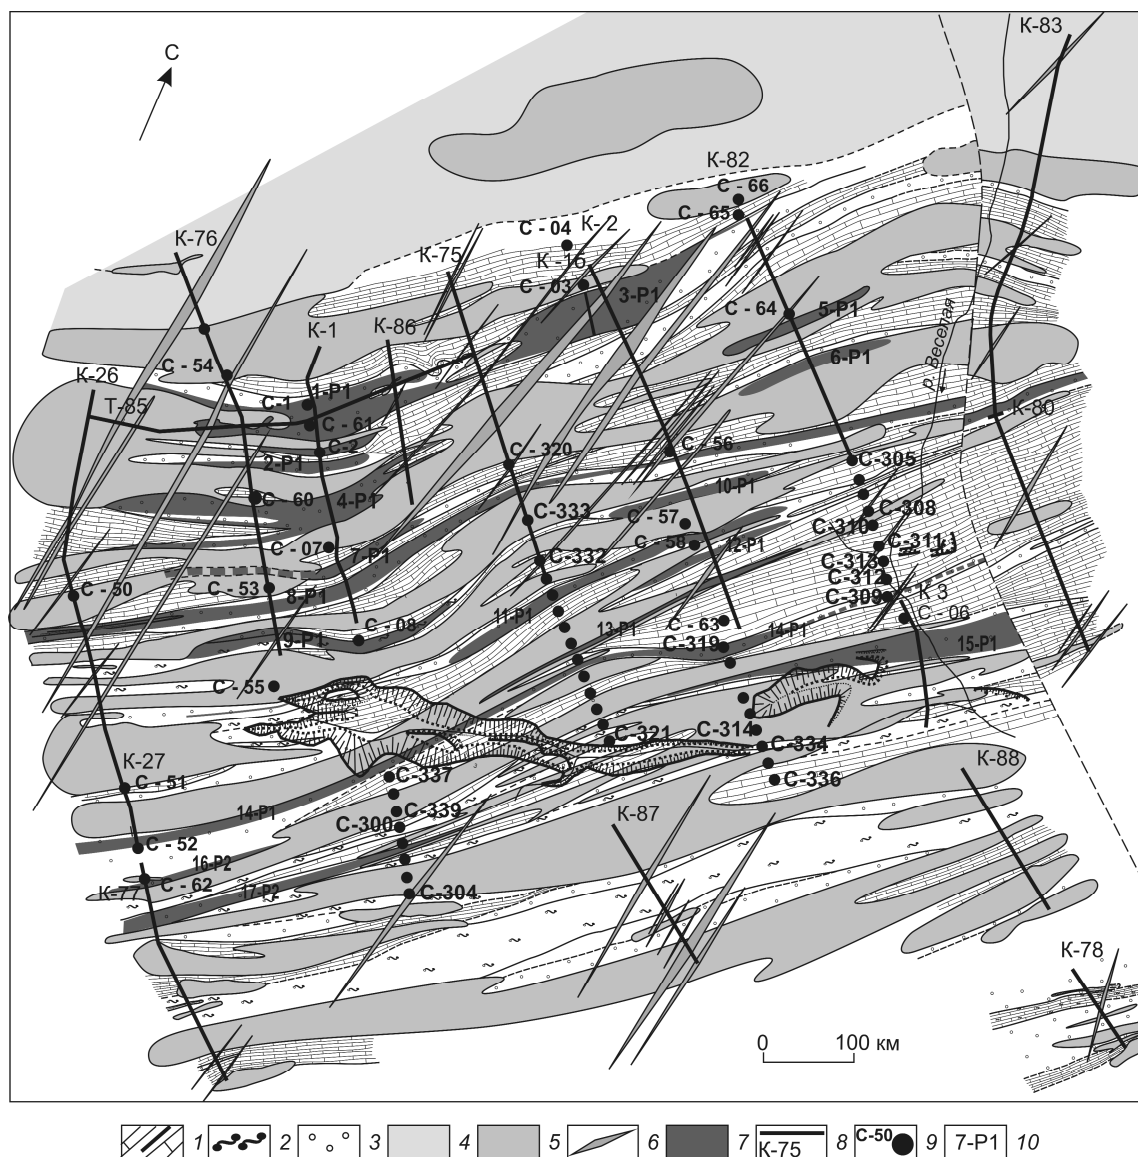 К-83
С
К-82
С - 66
С - 65
С - 04
К- 2
К-76
К-75
К -16
С - 03
3-Р1
С - 64
5-Р1
К-1
К-86
6-Р1
р. Веселая
С - 54
К-26
1-Р1
Т-85
С-1
С - 61
К-80
С-2
С - 56
2-Р1
С-320
С-305
С - 60
4-Р1
10-Р1
С-333
С-308
С - 57
С-310
С - 07
7-Р1
С - 58
12-Р1
С-311
С-332
С-313
С-312
С - 50
С - 53
8-Р1
С-309
К 3
11-Р1
С - 06
С - 08
13-Р1
С - 63
14-Р1
9-Р1
С-319
15-Р1
С - 55
С-314
С-321
С-334
К-27
С - 51
С-337
С-336
К-88
14-Р1
С-339
К-87
С-300
С - 52
16-Р2
К-77
С - 62
17-Р2
С-304
К-78
0 100 км
1 2 3 4 5 6 7 К-75 8 С-50 9 7-Р1 10